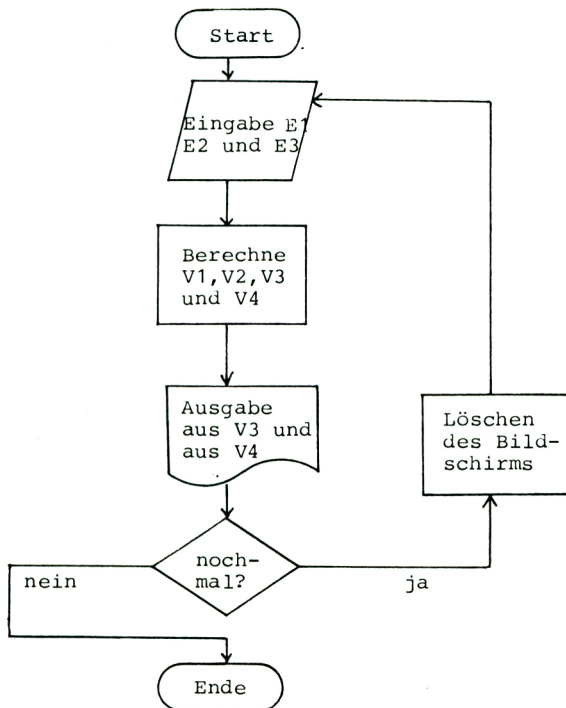 Start
Eingabe E1
E2 und E3
Berechne
V1,V2,V3
und V4
Ausgabe
aus V3 und
aus V4
Löschen
des Bild-
schirms
noch-
mal?
nein
ja
Ende